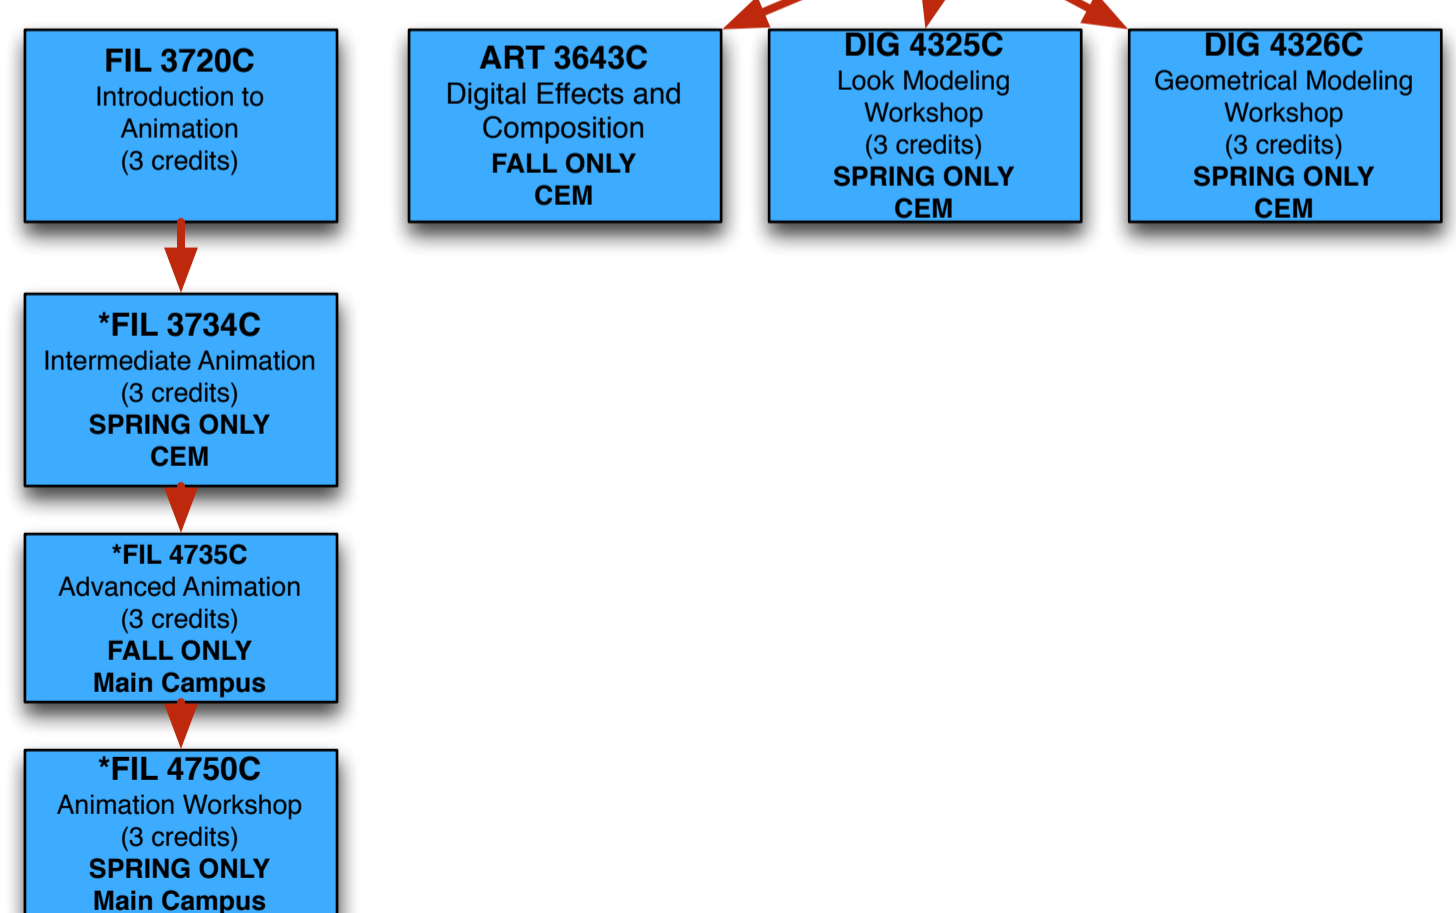 FIL 3720C
Introduction to
Animation
(3 credits)
ART 3643C
Digital Effects and
Composition
FALL ONLY
CEM
DIG 4325C
Look Modeling
Workshop
(3 credits)
SPRING ONLY
CEM
DIG 4326C
Geometrical Modeling
Workshop
(3 credits)
SPRING ONLY
CEM
*FIL 3734C
Intermediate Animation
(3 credits)
SPRING ONLY
CEM
*FIL 4735C
Advanced Animation
(3 credits)
FALL ONLY
Main Campus
*FIL 4750C
Animation Workshop
(3 credits)
SPRING ONLY
Main Campus